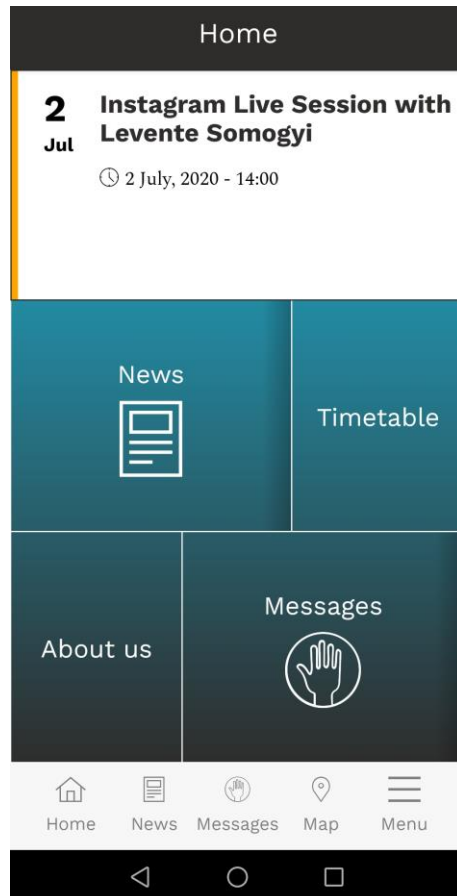 Home
2
Jul
Instagram Live Session with
Levente Somogyi
2 July, 2020 - 14:00
News
Timetable
About us
Messages
Home
News
Messages
Map
Menu